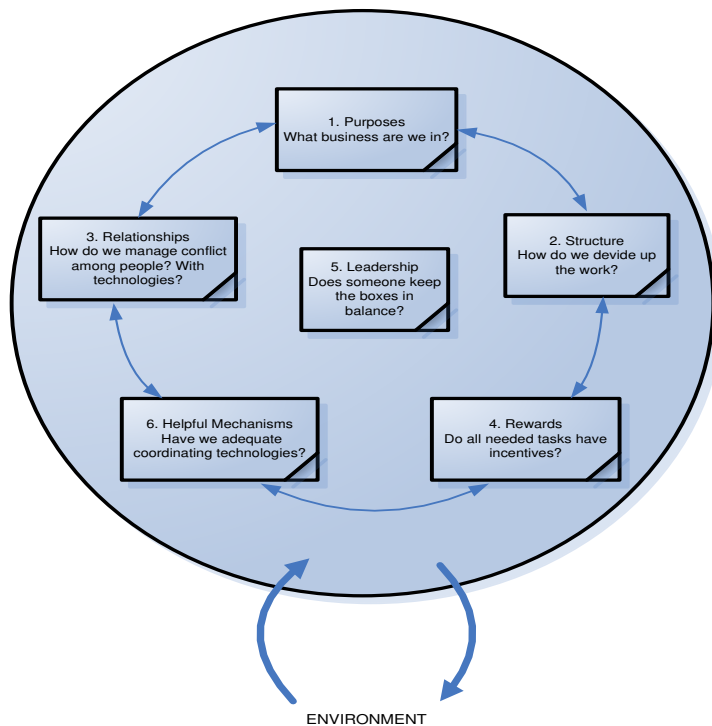 1. Purposes
What business are we in?
3. Relationships
How do we manage conflict
among people? With
technologies?
2. Structure
How do we devide up
the work?
5. Leadership
Does someone keep
the boxes in
balance?
6. Helpful Mechanisms
Have we adequate
coordinating technologies?
4. Rewards
Do all needed tasks have
incentives?
ENVIRONMENT